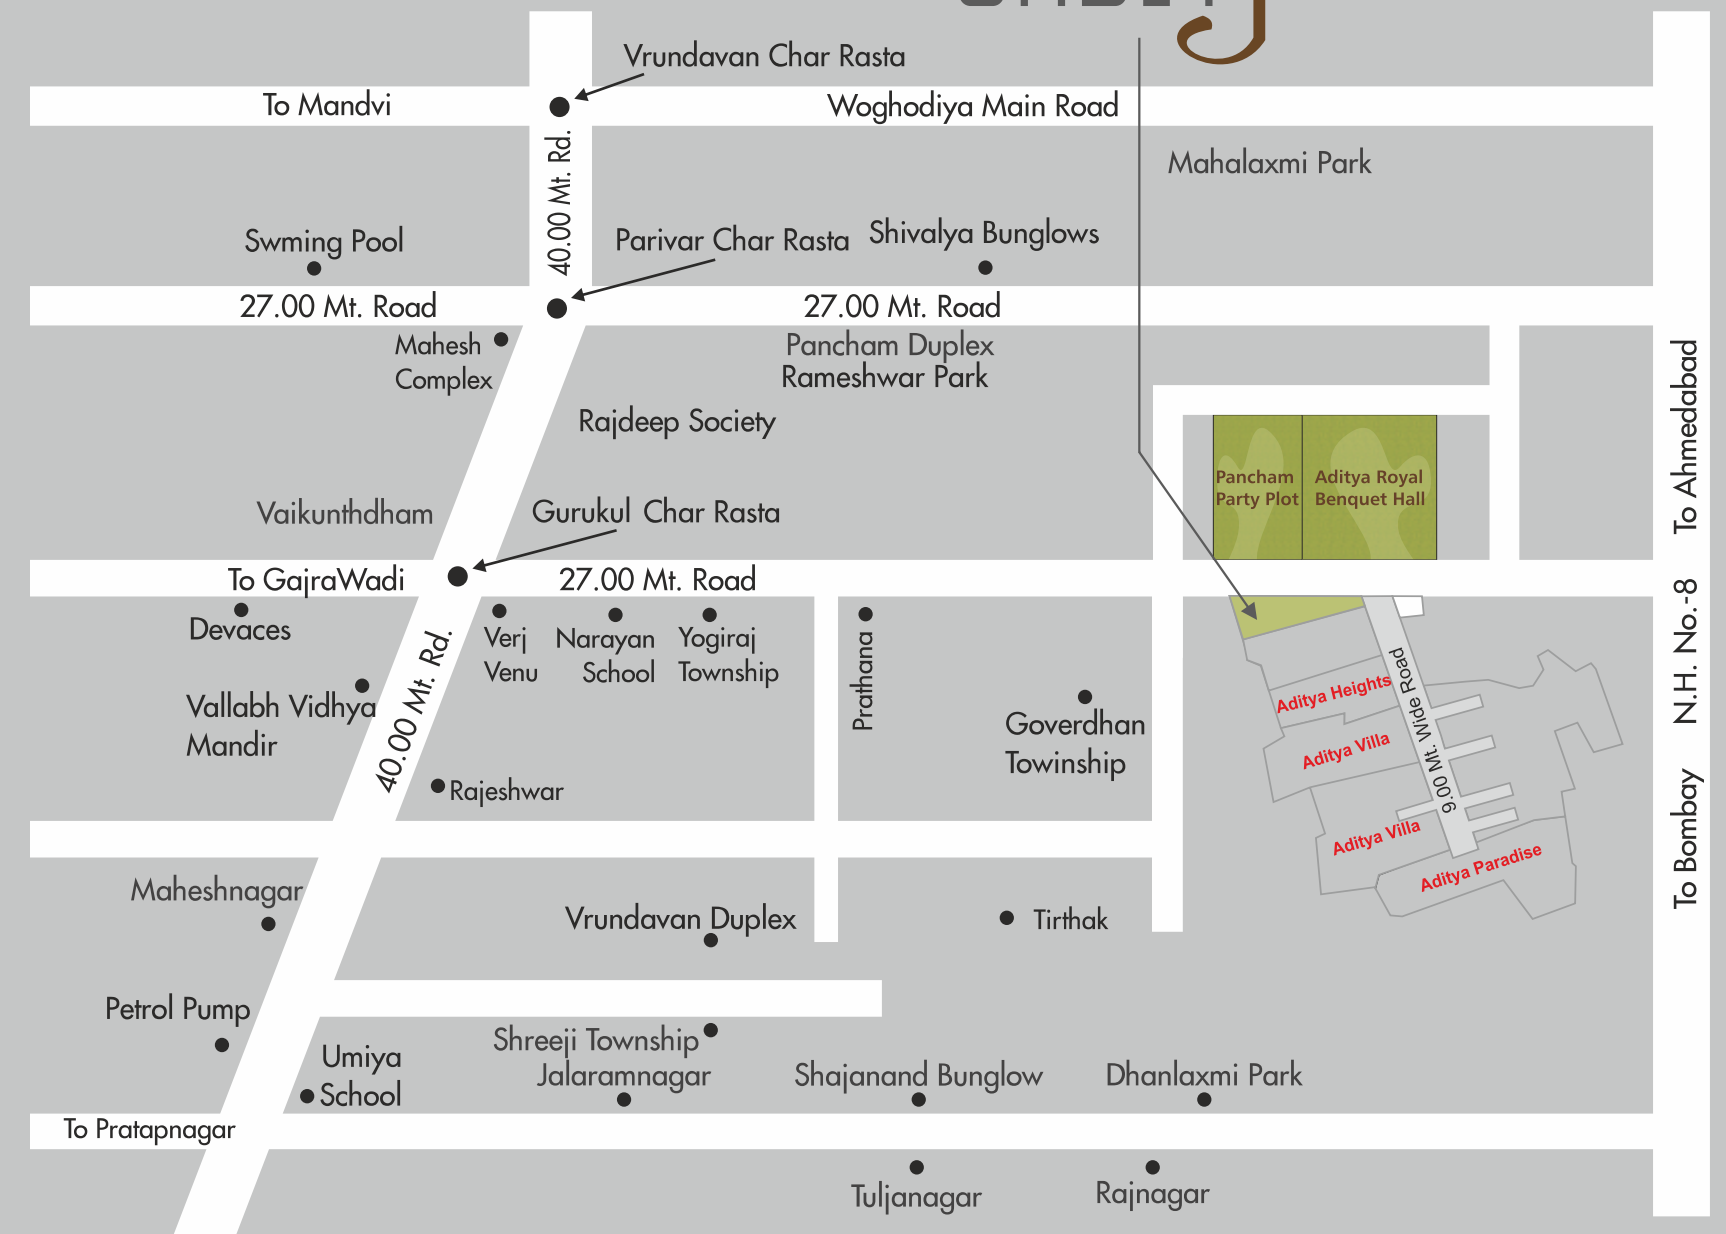 Vrundavan Char Rasta
To Mandvi
Woghodiya Main Road
40.00 Mt. Rd.
Mahalaxmi Park
Swming Pool
Parivar Char Rasta
Shivalya Bunglows
27.00 Mt. Road
27.00 Mt. Road
Mahesh
Complex
Pancham Duplex
Rameshwar Park
Rajdeep Society
To Ahmedabad
Pancham
Party Plot
Aditya Royal
Benquet Hall
Vaikunthdham
Gurukul Char Rasta
To GajraWadi
27.00 Mt. Road
N.H. No.-8
Devaces
Verj
Venu
Narayan
School
Yogiraj
Township
Prathana
40.00 Mt. Rd.
Vallabh Vidhya
Mandir
Goverdhan
Towinship
Aditya Heights
9.00 Mt. Wide Road
Aditya Villa
Rajeshwar
Aditya Villa
Aditya Paradise
To Bombay
Maheshnagar
Vrundavan Duplex
Tirthak
Petrol Pump
Shreeji Township
Umiya
School
Jalaramnagar
Shajanand Bunglow
Dhanlaxmi Park
To Pratapnagar
Tuljanagar
Rajnagar